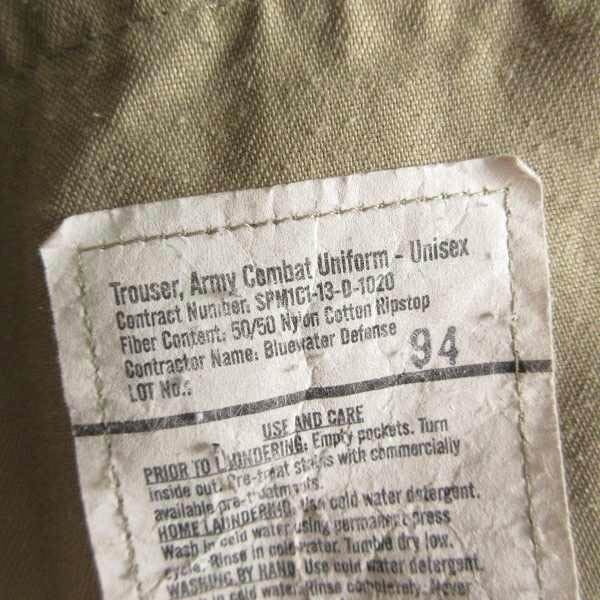 Trouser, Army Combat Uniform - Unisex
Contract Number: SPM1C1-13-D-1020
Fiber Content: 50/50 Nylon Cotton Ripstop
Contractor Name: Bluewater Defense
LOT No.: 94
USE AND CARE
PRIOR TO LAUNDERING: Empty pockets. Turn
inside out. Pre-treat stains with commercially
available pre-treatments.
HOME LAUNDERING: Use cold water detergent.
Wash in cold water using permanent press
cycle. Rinse in cold water. Tumble dry low.
WASHING BY HAND: Use cold water detergent.
Rinse completely. Never